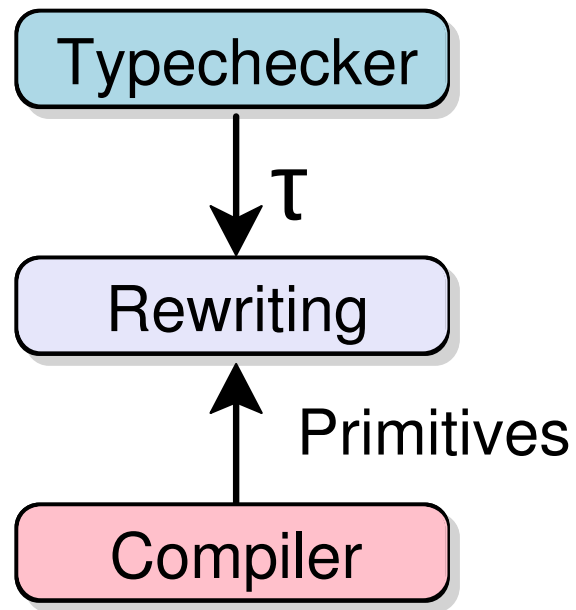 Typechecker
τ
Rewriting
Primitives
Compiler